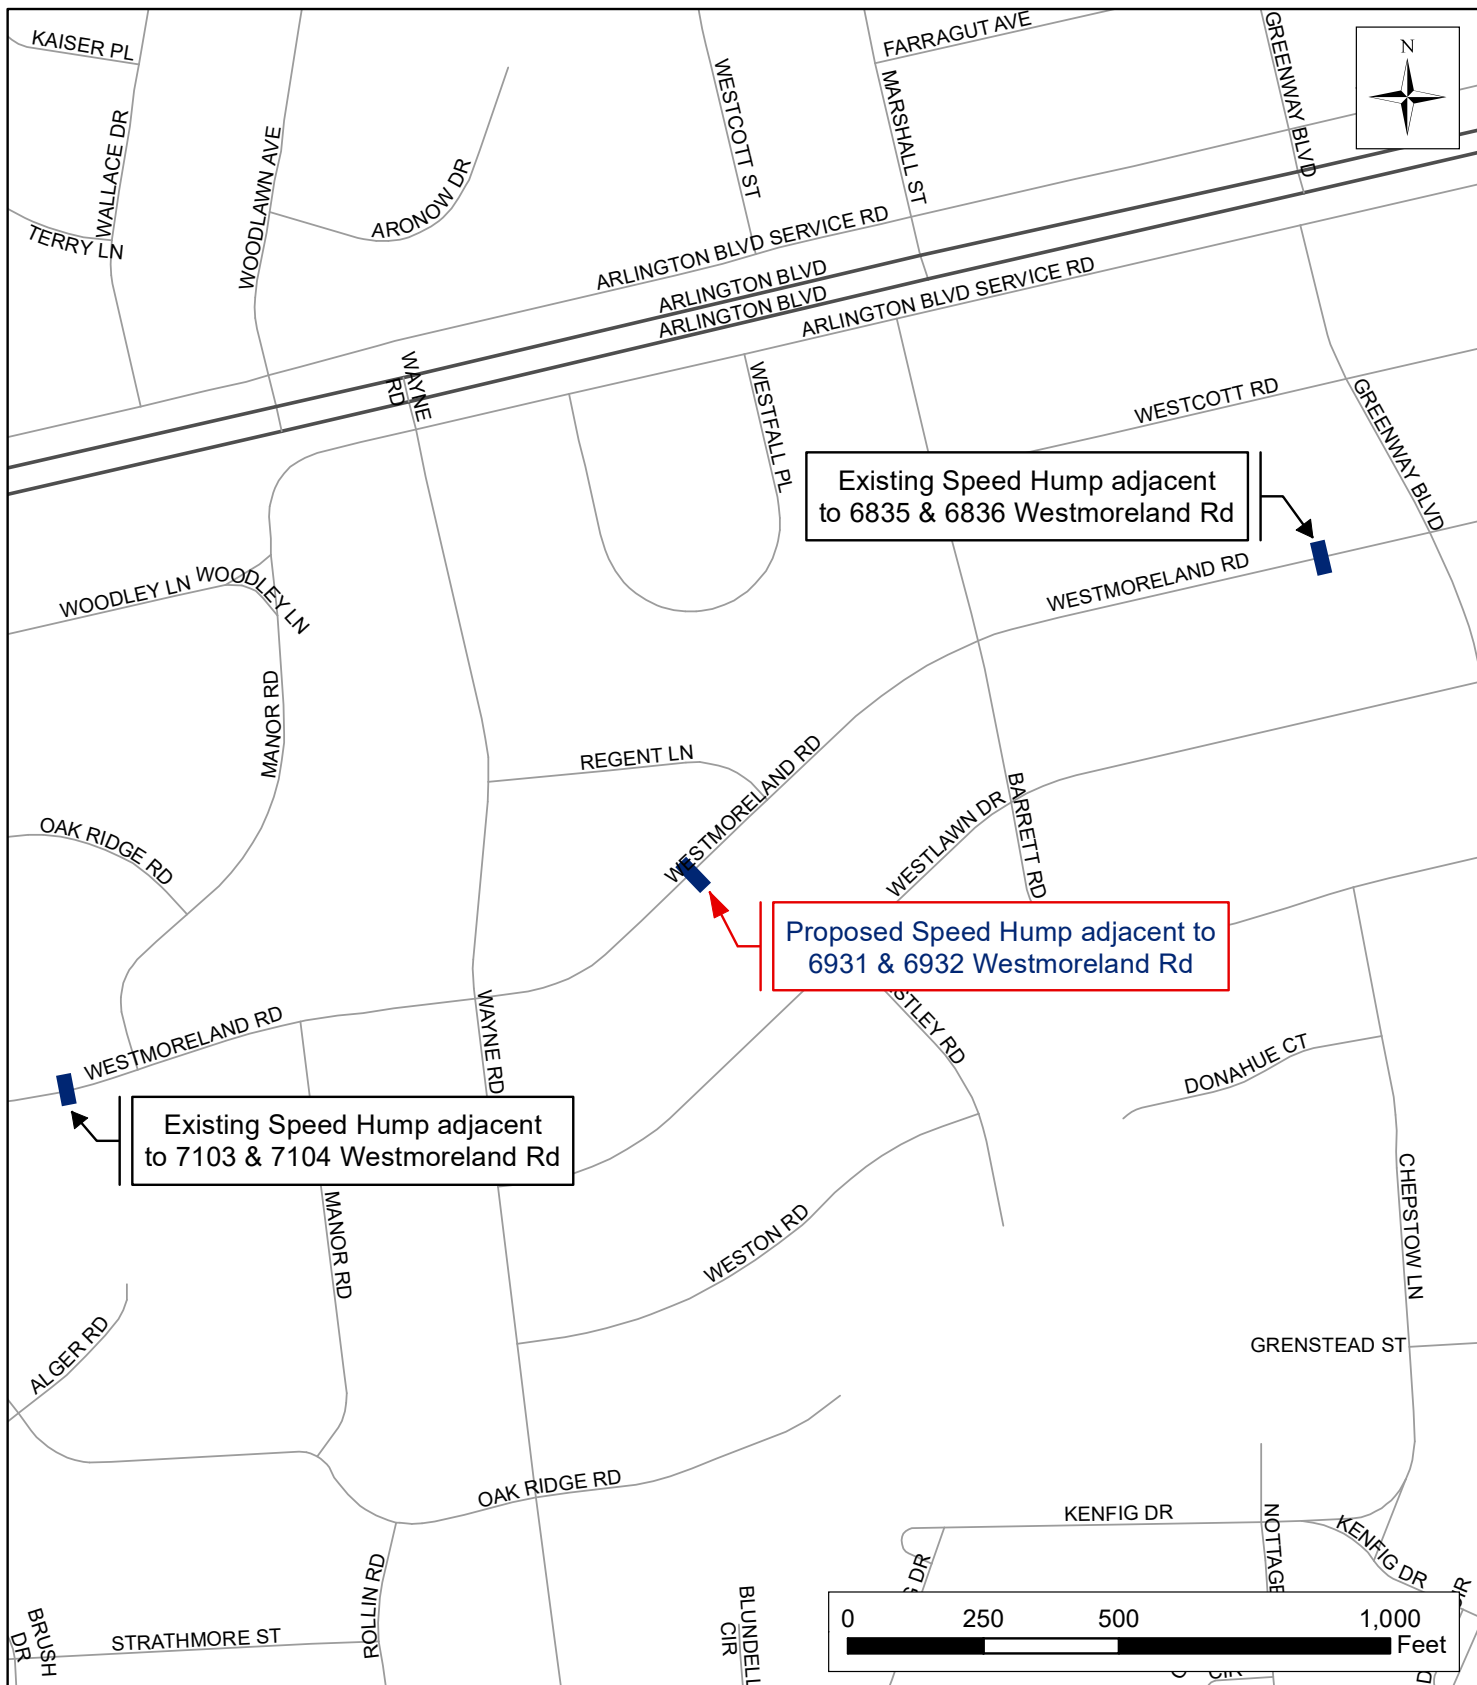 KAISER PL
FARRAGUT AVE
GREENWAY BLVD
N
WALLACE DR
WOODLAWN AVE
WESTCOTT ST
MARSHALL ST
ARONOW DR
TERRY LN
ARLINGTON BLVD SERVICE RD
ARLINGTON BLVD
ARLINGTON BLVD
ARLINGTON BLVD SERVICE RD
WAYNE
RD
WESTFALL PL
WESTCOTT RD
GREENWAY BLVD
Existing Speed Hump adjacent
to 6835 & 6836 Westmoreland Rd
WOODLEY LN
WOODLEY LN
WESTMORELAND RD
MANOR RD
REGENT LN
WESTMORELAND RD
OAK RIDGE RD
WESTLAWN DR
BARRETT RD
Proposed Speed Hump adjacent to
6931 & 6932 Westmoreland Rd
WESTMORELAND RD
WAYNE RD
STLEY RD
DONAHUE CT
Existing Speed Hump adjacent
to 7103 & 7104 Westmoreland Rd
MANOR RD
WESTON RD
CHEPSTOW LN
ALGER RD
GRENSTEAD ST
OAK RIDGE RD
KENFIG DR
NOTTAGE
KENFIG DR
G DR
ROLLIN RD
BRUSH
DR
STRATHMORE ST
BLUNDELL
CIR
0 250 500 1,000
Feet
CIR